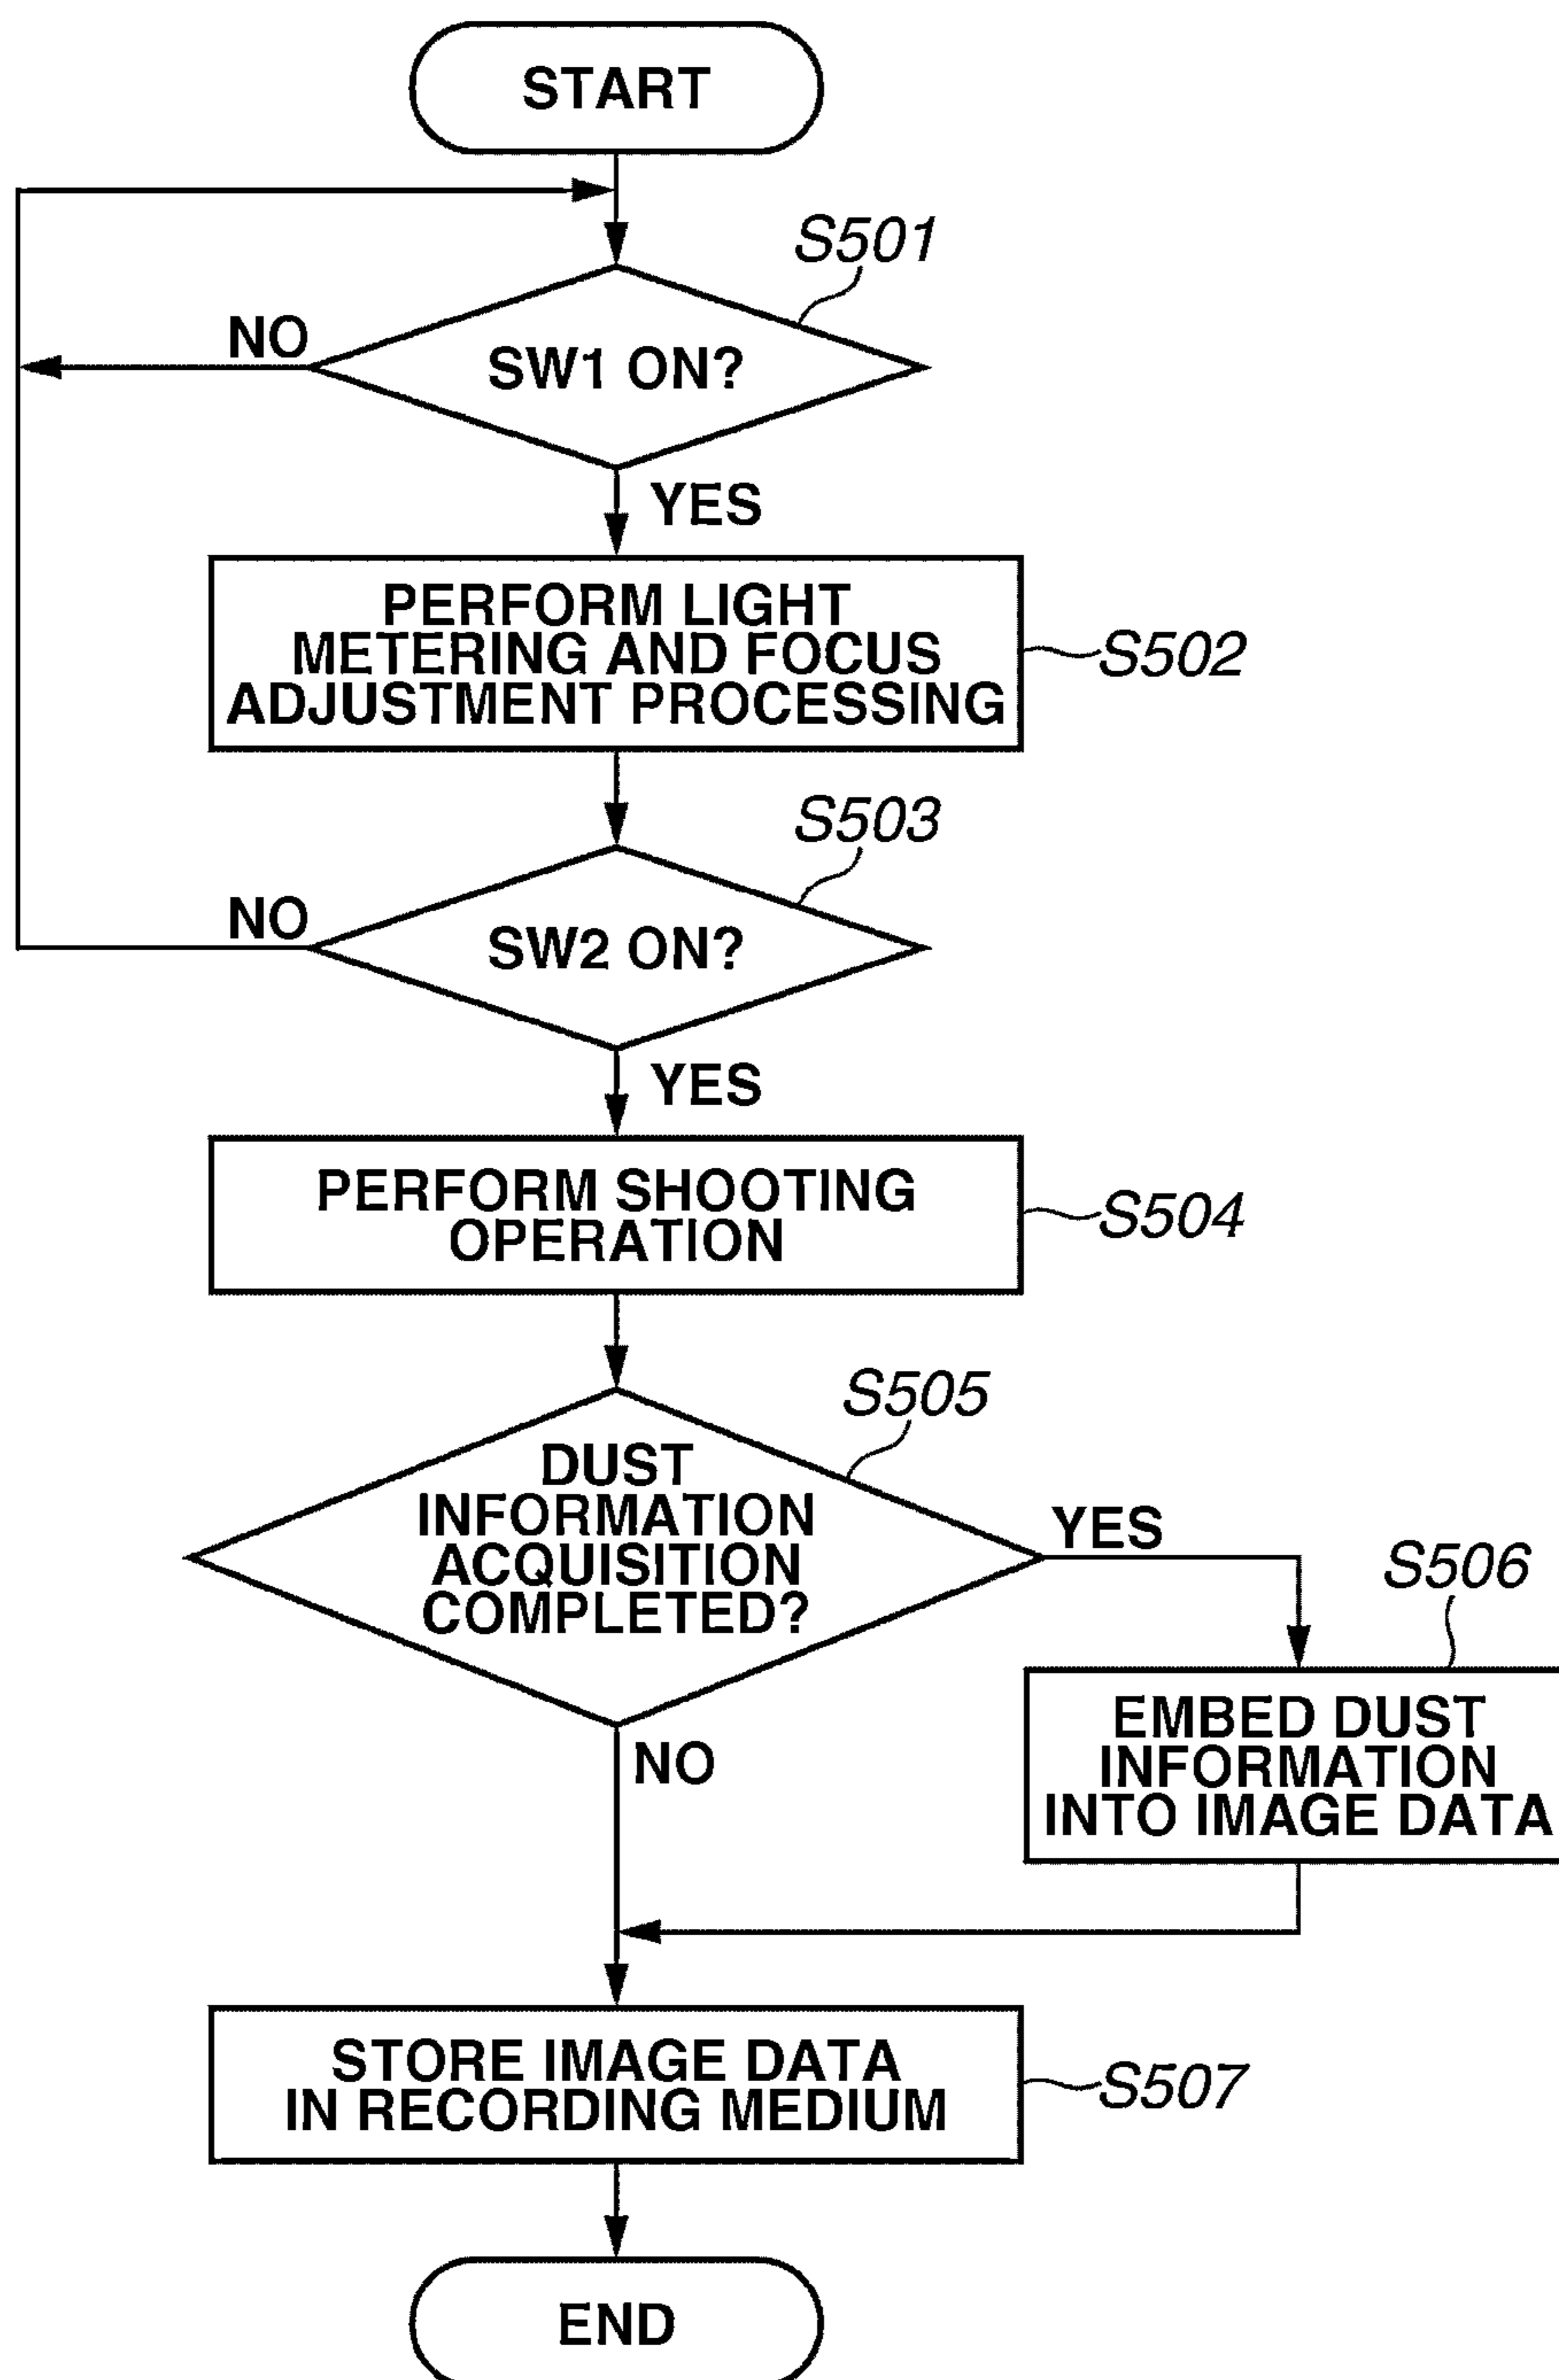 START
S501
NO
SW1 ON?
YES
PERFORM LIGHT
METERING AND FOCUS
ADJUSTMENT PROCESSING
S502
S503
NO
SW2 ON?
YES
PERFORM SHOOTING
OPERATION
S504
S505
DUST
INFORMATION
ACQUISITION
COMPLETED?
YES
S506
EMBED DUST
INFORMATION
INTO IMAGE DATA
NO
STORE IMAGE DATA
IN RECORDING MEDIUM
S507
END